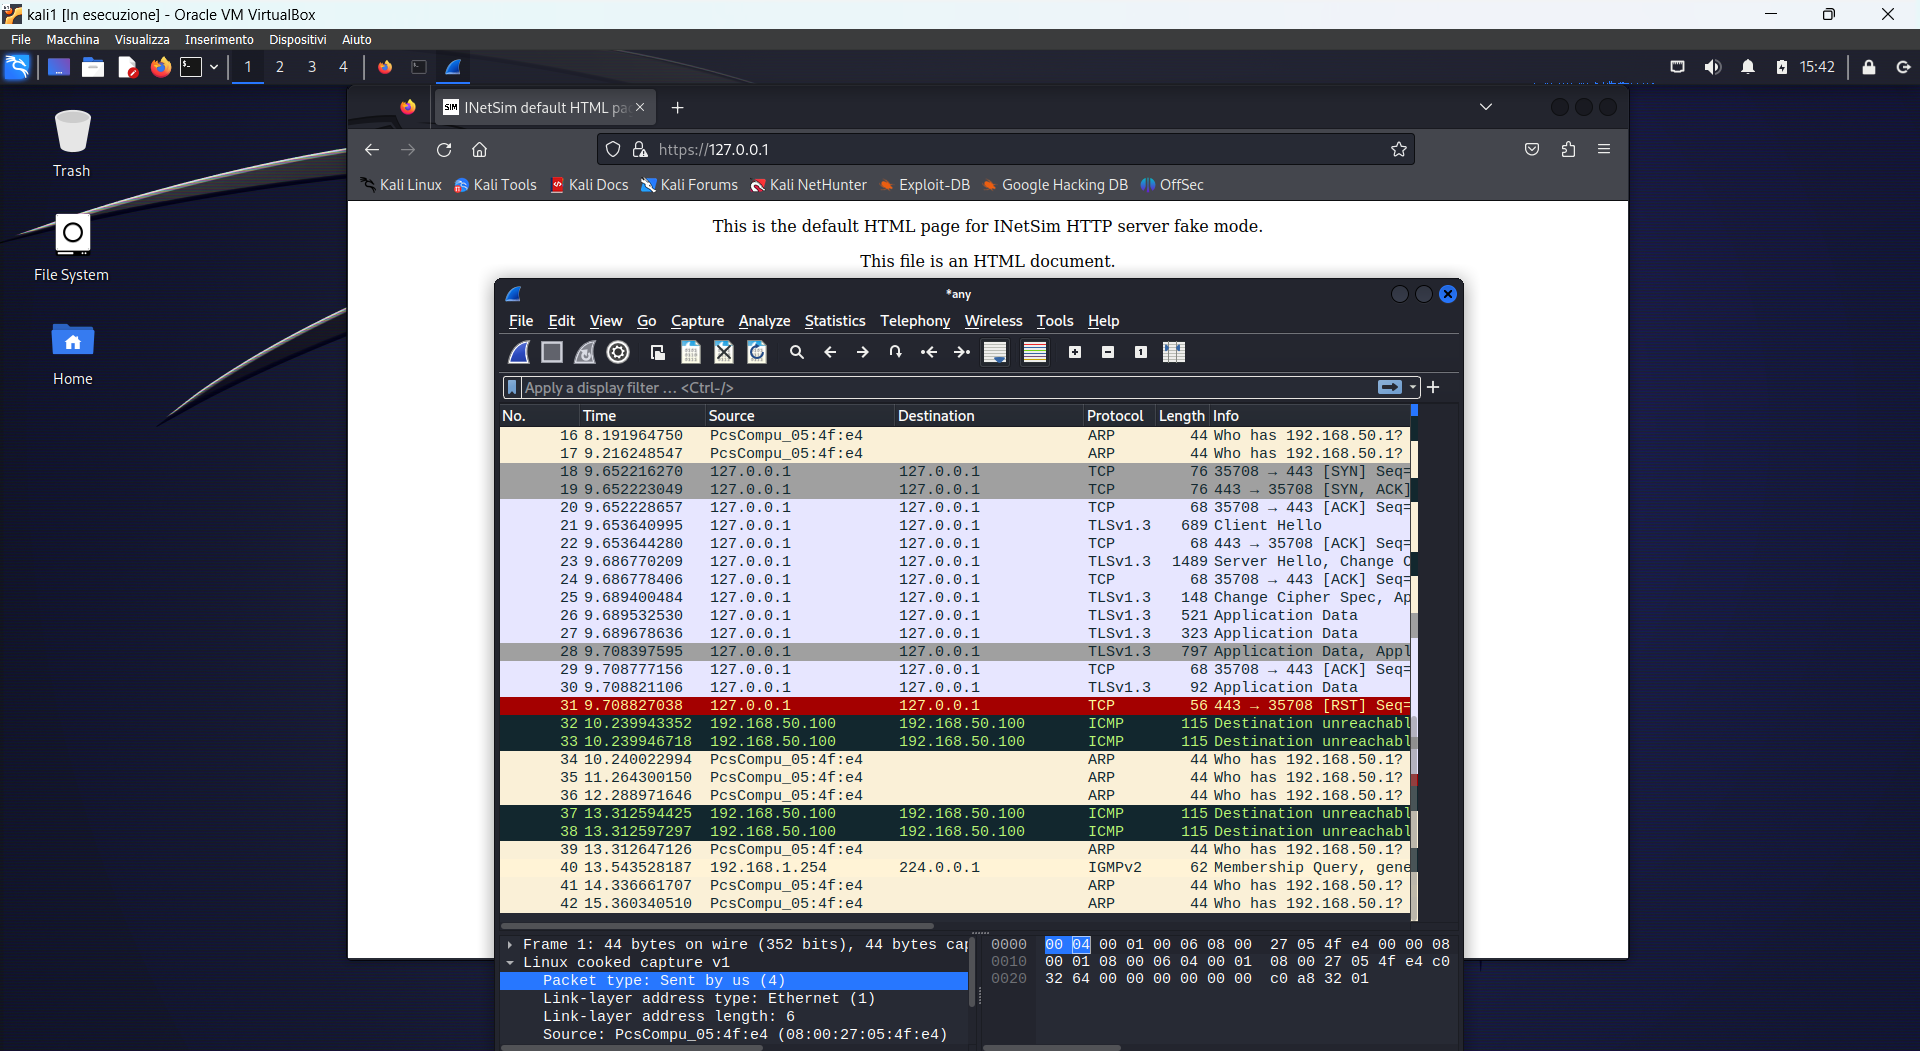 kali1 [In esecuzione] - Oracle VM VirtualBox
File Macchina Visualizza Inserimento Dispositivi Aiuto
1 2 3 4 15:42
Trash
File System
Home
SIM INetSim default HTML pa
https://127.0.0.1
Kali Linux Kali Tools Kali Docs Kali Forums Kali NetHunter Exploit-DB Google Hacking DB OffSec
This is the default HTML page for INetSim HTTP server fake mode.
This file is an HTML document.
*any
File Edit View Go Capture Analyze Statistics Telephony Wireless Tools Help
Apply a display filter ... <Ctrl-/>
No. Time Source Destination Protocol Length Info
16 8.191964750 PcsCompu_05:4f:e4 ARP 44 Who has 192.168.50.1?
17 9.216248547 PcsCompu_05:4f:e4 ARP 44 Who has 192.168.50.1?
18 9.652216270 127.0.0.1 127.0.0.1 TCP 76 35708 → 443 [SYN] Seq=
19 9.652223049 127.0.0.1 127.0.0.1 TCP 76 443 → 35708 [SYN, ACK]
20 9.652228657 127.0.0.1 127.0.0.1 TCP 68 35708 → 443 [ACK] Seq=
21 9.653640995 127.0.0.1 127.0.0.1 TLSv1.3 689 Client Hello
22 9.653644280 127.0.0.1 127.0.0.1 TCP 68 443 → 35708 [ACK] Seq=
23 9.686770209 127.0.0.1 127.0.0.1 TLSv1.3 1489 Server Hello, Change C
24 9.686778406 127.0.0.1 127.0.0.1 TCP 68 35708 → 443 [ACK] Seq=
25 9.689400484 127.0.0.1 127.0.0.1 TLSv1.3 148 Change Cipher Spec, Ap
26 9.689532530 127.0.0.1 127.0.0.1 TLSv1.3 521 Application Data
27 9.689678636 127.0.0.1 127.0.0.1 TLSv1.3 323 Application Data
28 9.708397595 127.0.0.1 127.0.0.1 TLSv1.3 797 Application Data, Appl
29 9.708777156 127.0.0.1 127.0.0.1 TCP 68 35708 → 443 [ACK] Seq=
30 9.708821106 127.0.0.1 127.0.0.1 TLSv1.3 92 Application Data
31 9.708827038 127.0.0.1 127.0.0.1 TCP 56 443 → 35708 [RST] Seq=
32 10.239943352 192.168.50.100 192.168.50.100 ICMP 115 Destination unreachabl
33 10.239946718 192.168.50.100 192.168.50.100 ICMP 115 Destination unreachabl
34 10.240022994 PcsCompu_05:4f:e4 ARP 44 Who has 192.168.50.1?
35 11.264300150 PcsCompu_05:4f:e4 ARP 44 Who has 192.168.50.1?
36 12.288971646 PcsCompu_05:4f:e4 ARP 44 Who has 192.168.50.1?
37 13.312594425 192.168.50.100 192.168.50.100 ICMP 115 Destination unreachabl
38 13.312597297 192.168.50.100 192.168.50.100 ICMP 115 Destination unreachabl
39 13.312647126 PcsCompu_05:4f:e4 ARP 44 Who has 192.168.50.1?
40 13.543528187 192.168.1.254 224.0.0.1 IGMPv2 62 Membership Query, gene
41 14.336661707 PcsCompu_05:4f:e4 ARP 44 Who has 192.168.50.1?
42 15.360340510 PcsCompu_05:4f:e4 ARP 44 Who has 192.168.50.1?
Frame 1: 44 bytes on wire (352 bits), 44 bytes cap
Linux cooked capture v1
Packet type: Sent by us (4)
Link-layer address type: Ethernet (1)
Link-layer address length: 6
Source: PcsCompu_05:4f:e4 (08:00:27:05:4f:e4)
0000 00 04 00 01 00 06 08 00 27 05 4f e4 00 00 08
0010 00 01 08 00 06 04 00 01 08 00 27 05 4f e4 c0
0020 32 64 00 00 00 00 00 00 c0 a8 32 01